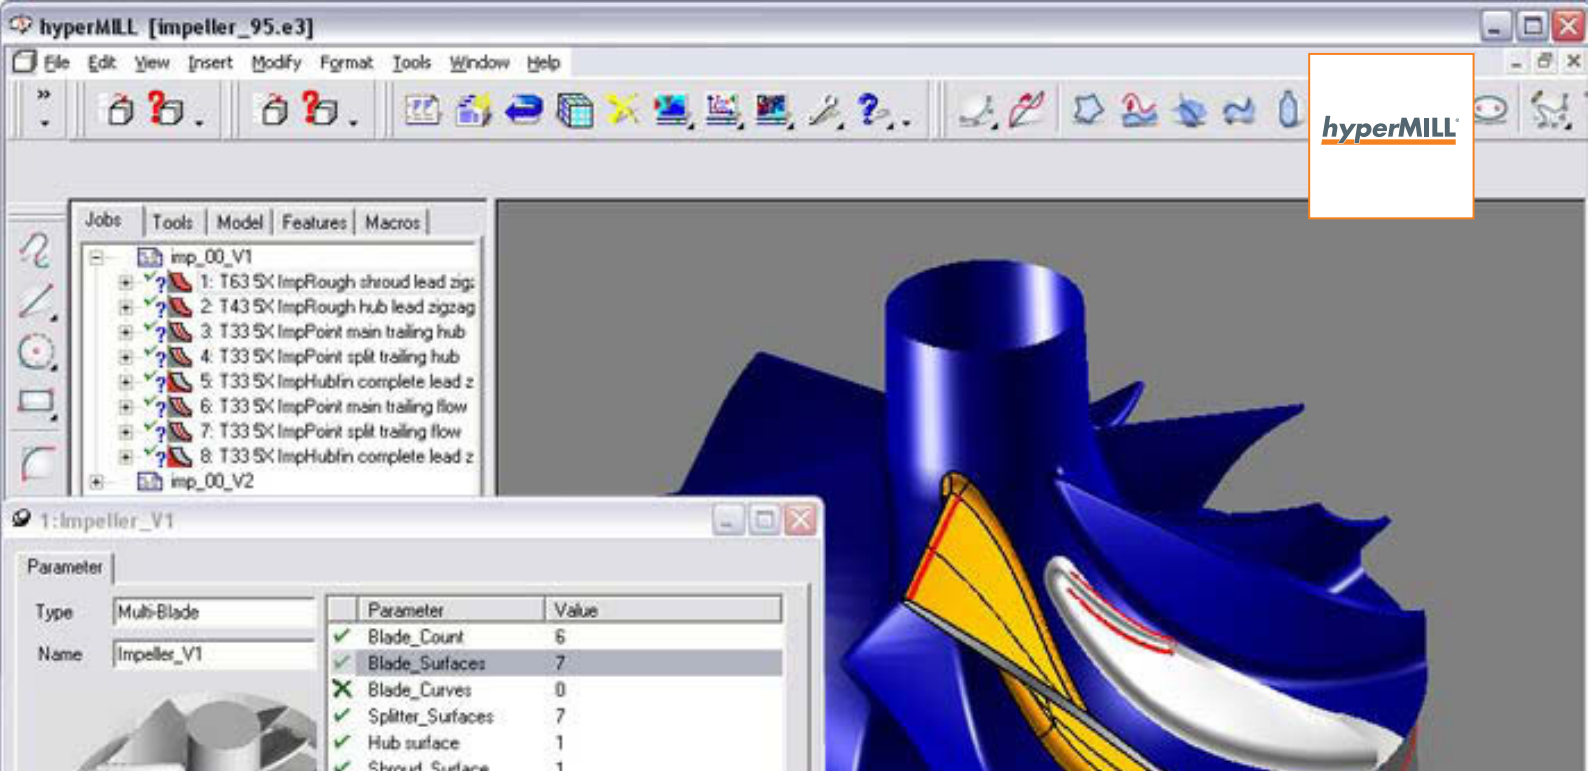 hyperMILL [impeller_95.e3]
File Edit View Insert Modify Format Tools Window Help
hyperMILL
Jobs Tools Model Features Macros
imp_00_V1
1: T63 5X ImpRough shroud lead zig
2: T43 5X ImpRough hub lead zigzag
3: T33 5X ImpPoint main trailing hub
4: T33 5X ImpPoint split trailing hub
5: T33 5X ImpHubfin complete lead z
6: T33 5X ImpPoint main trailing flow
7: T33 5X ImpPoint split trailing flow
8: T33 5X ImpHubfin complete lead z
imp_00_V2
1:Impeller_V1
Parameter
Type Multi-Blade
Name Impeller_V1
Parameter Value
Blade_Count 6
Blade_Surfaces 7
Blade_Curves 0
Splitter_Surfaces 7
Hub surface 1
Shroud_Surface 1